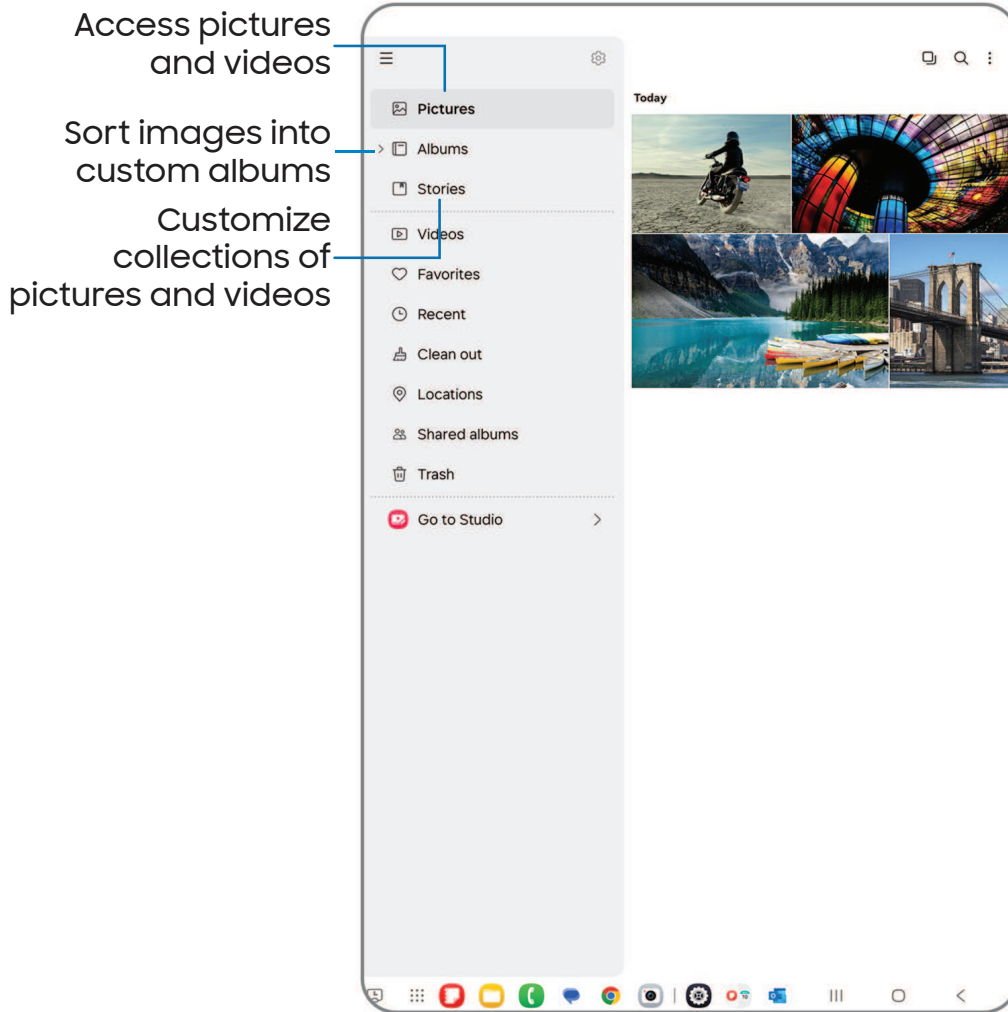 Access pictures
and videos
Sort images into
custom albums
Customize
collections of
pictures and videos
Pictures
Albums
Stories
Videos
Favorites
Recent
Clean out
Locations
Shared albums
Trash
Go to Studio
Today